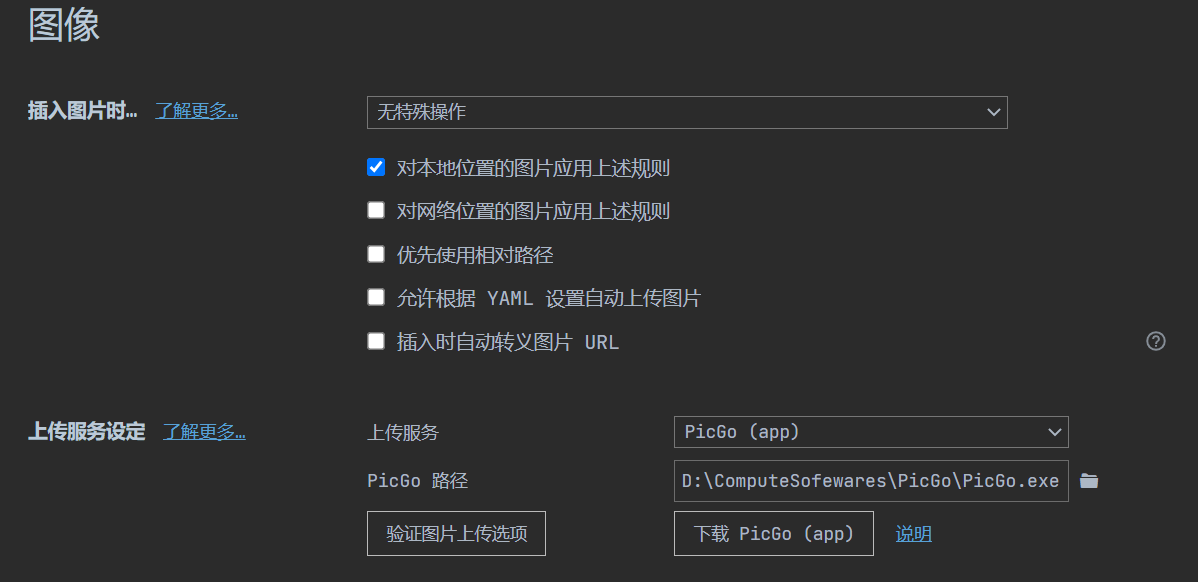 图像
插入图片时… 了解更多… 无特殊操作
对本地位置的图片应用上述规则
对网络位置的图片应用上述规则
优先使用相对路径
允许根据 YAML 设置自动上传图片
插入时自动转义图片 URL
上传服务设定 了解更多… 上传服务 PicGo (app)
PicGo 路径 D:\ComputeSofewares\PicGo\PicGo.exe
验证图片上传选项 下载 PicGo (app) 说明